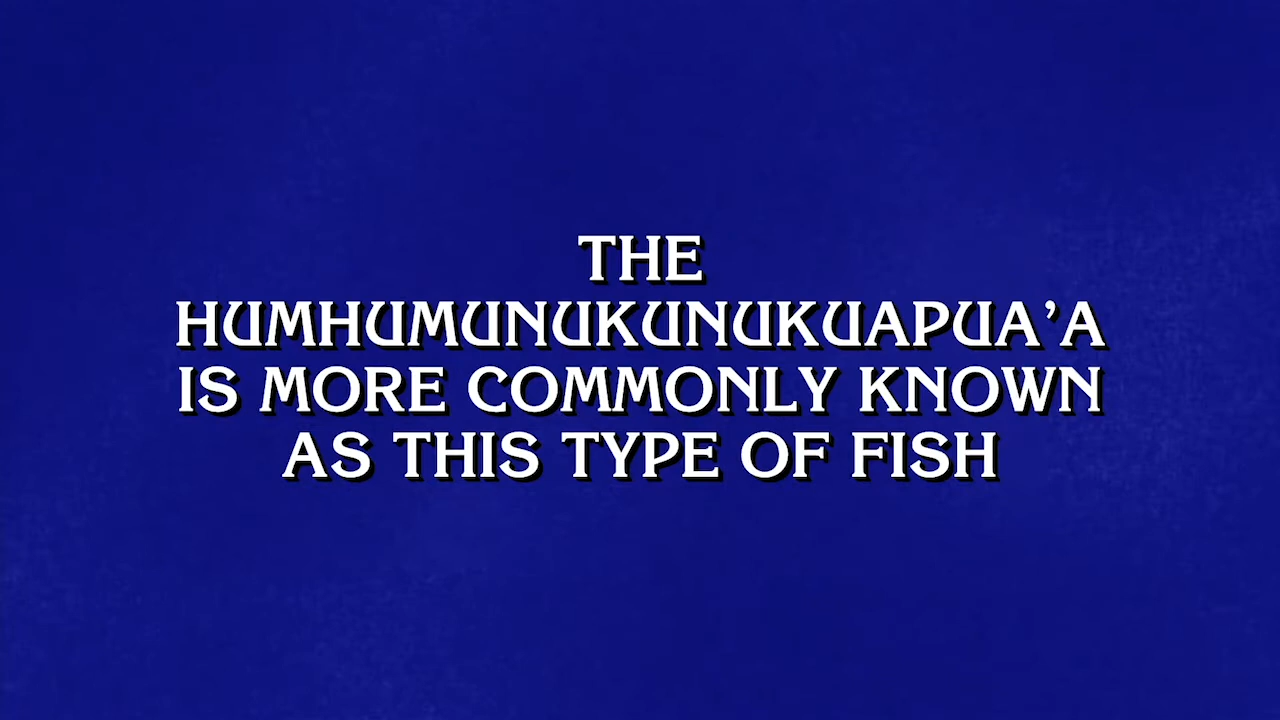 THE
HUMHUMUNUKUNUKUAPUA'A
IS MORE COMMONLY KNOWN
AS THIS TYPE OF FISH